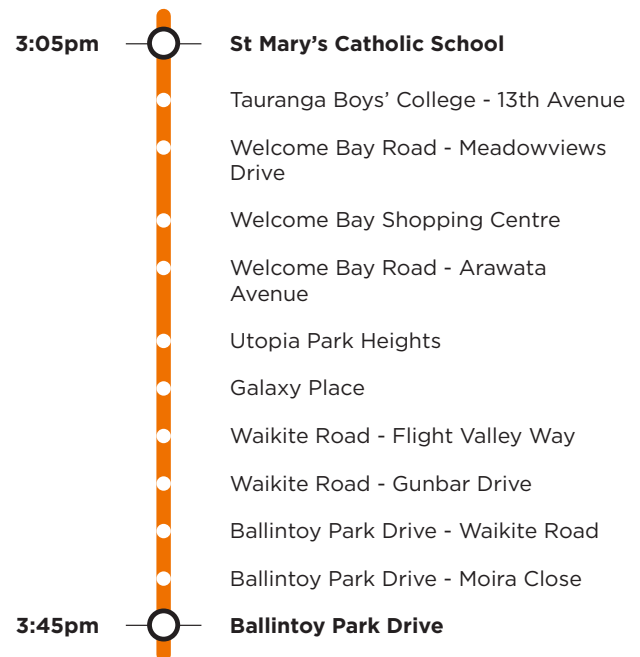 3:05pm St Mary’s Catholic School
Tauranga Boys’ College - 13th Avenue
Welcome Bay Road - Meadowviews
Drive
Welcome Bay Shopping Centre
Welcome Bay Road - Arawata
Avenue
Utopia Park Heights
Galaxy Place
Waikite Road - Flight Valley Way
Waikite Road - Gunbar Drive
Ballintoy Park Drive - Waikite Road
Ballintoy Park Drive - Moira Close
3:45pm Ballintoy Park Drive